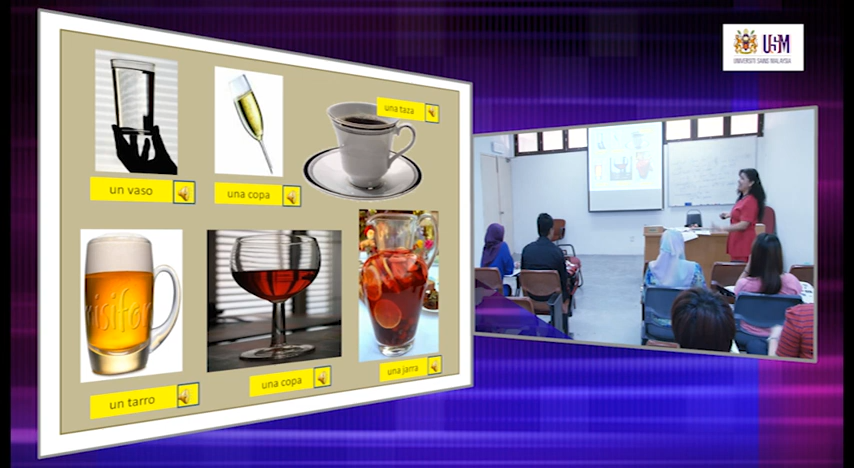 USM
UNIVERSITI SAINS MALAYSIA
una taza
un vaso
una copa
un tarro
una copa
una jarra